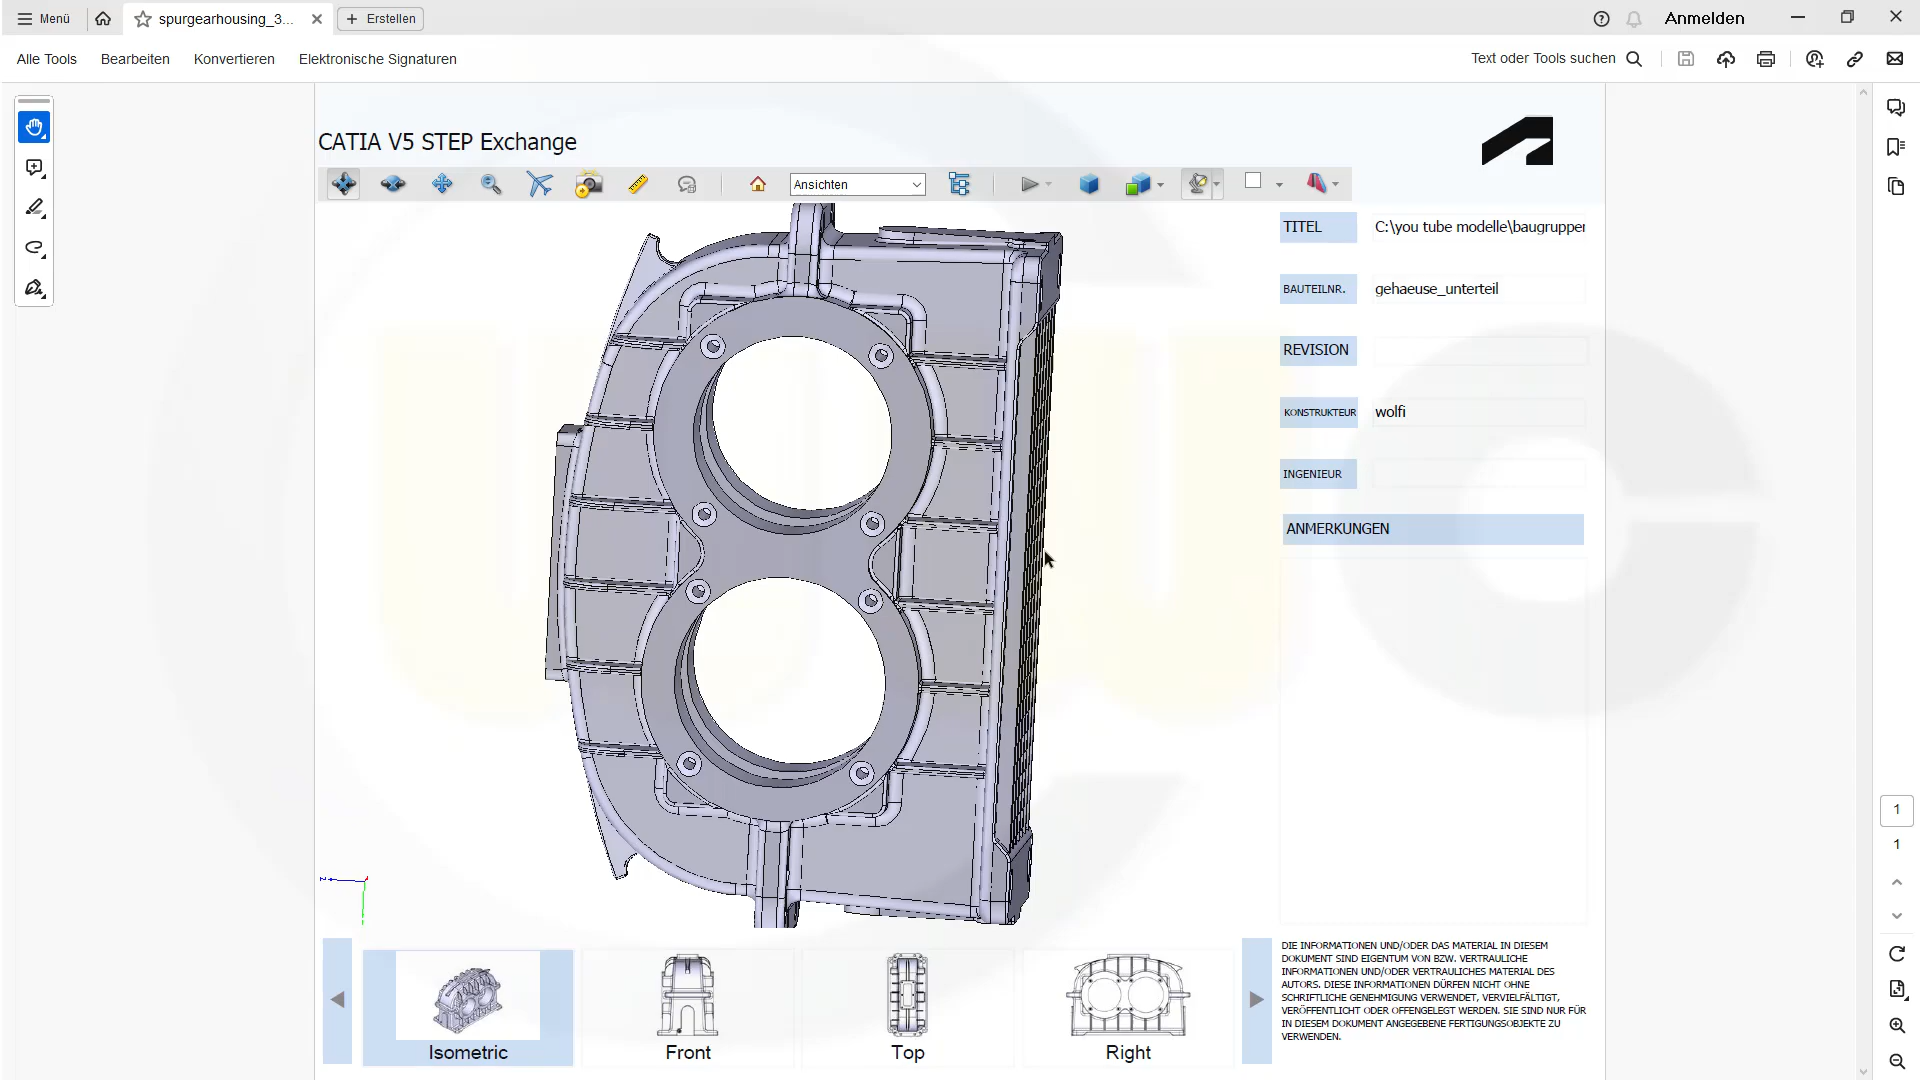 Menü
spurgearhousing_3...
Erstellen
Anmelden
Alle Tools
Bearbeiten
Konvertieren
Elektronische Signaturen
Text oder Tools suchen
CATIA V5 STEP Exchange
Ansichten
TITEL
C:\you tube modelle\baugruppen
BAUTEILNR.
gehaeuse_unterteil
REVISION
KONSTRUKTEUR
wolfi
INGENIEUR
ANMERKUNGEN
1
1
z
Isometric
Front
Top
Right
DIE INFORMATIONEN UND/ODER DAS MATERIAL IN DIESEM
DOKUMENT SIND EIGENTUM VON BZW. VERTRAULICHE
INFORMATIONEN UND/ODER VERTRAULICHES MATERIAL DES
AUTORS. DIESE INFORMATIONEN DÜRFEN NICHT OHNE
SCHRIFTLICHE GENEHMIGUNG VERWENDET, VERVIELFÄLTIGT,
VERÖFFENTLICHT ODER OFFENGELEGT WERDEN. SIE SIND NUR FÜR
IN DIESEM DOKUMENT ANGEGEBENE FERTIGUNGSOBJEKTE ZU
VERWENDEN.